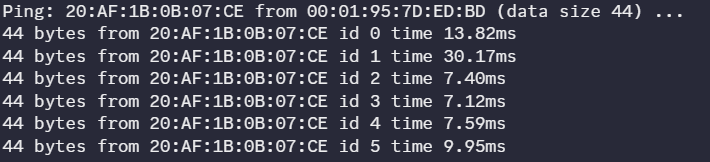 Ping: 20:AF:1B:0B:07:CE from 00:01:95:7D:ED:BD (data size 44) ...
44 bytes from 20:AF:1B:0B:07:CE id 0 time 13.82ms
44 bytes from 20:AF:1B:0B:07:CE id 1 time 30.17ms
44 bytes from 20:AF:1B:0B:07:CE id 2 time 7.40ms
44 bytes from 20:AF:1B:0B:07:CE id 3 time 7.12ms
44 bytes from 20:AF:1B:0B:07:CE id 4 time 7.59ms
44 bytes from 20:AF:1B:0B:07:CE id 5 time 9.95ms